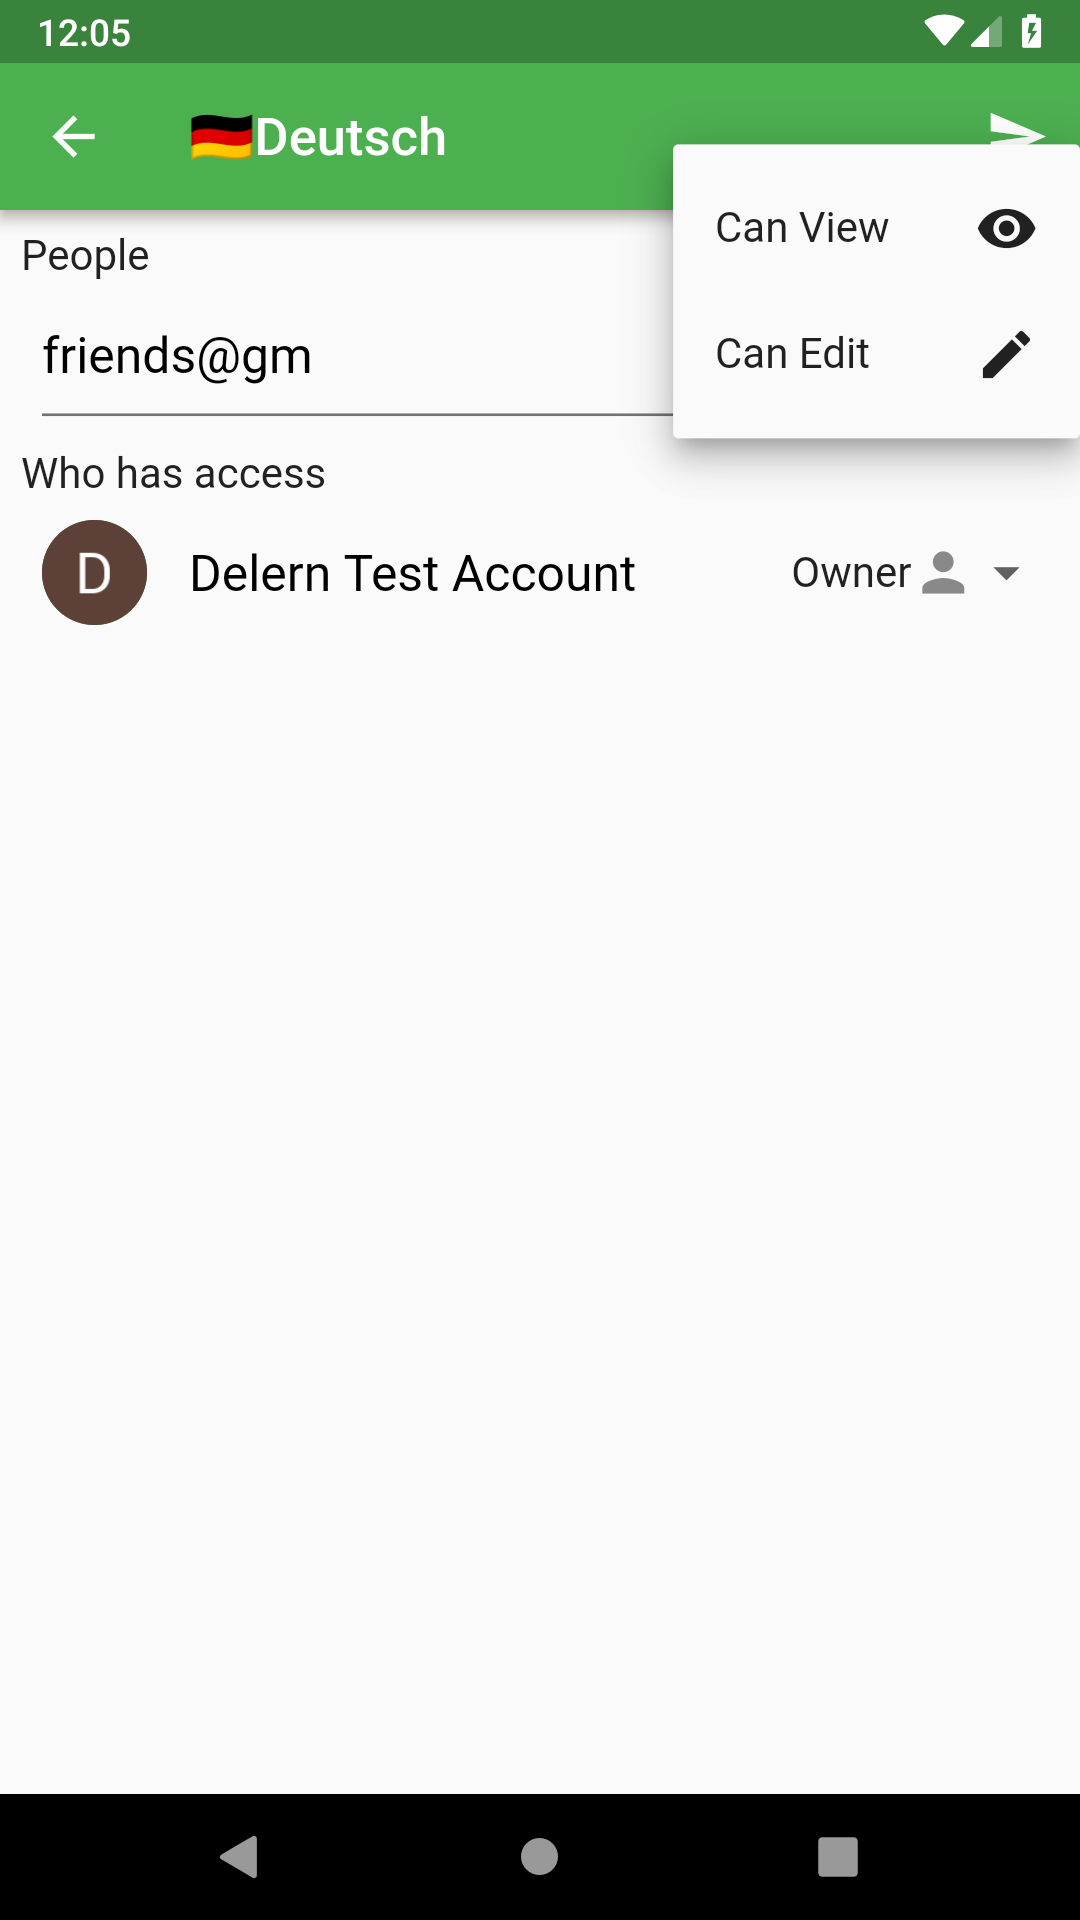 12:05
🇩🇪Deutsch
Can View
People
friends@gm
Can Edit
Who has access
D
Delern Test Account
Owner